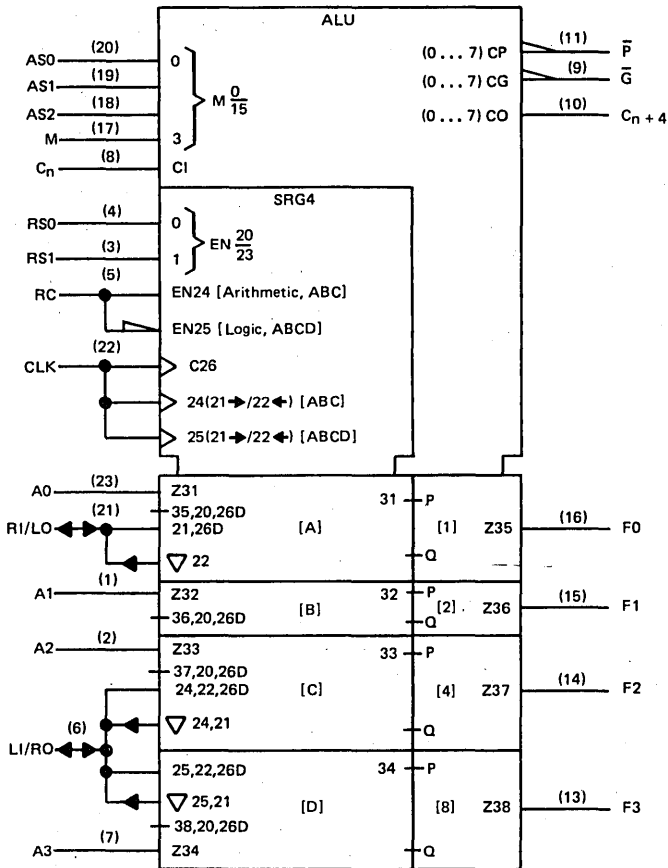 ALU
AS0 (20) 0 (0 ... 7) CP (11) P̅
AS1 (19) (0 ... 7) CG (9) G̅
AS2 (18) M 0/15 (0 ... 7) CO (10) Cn + 4
M (17) 3
Cn (8) CI
SRG4
RS0 (4) 0
RS1 (3) 1 EN 20/23
RC (5) EN24 [Arithmetic, ABC]
EN25 [Logic, ABCD]
CLK (22) C26
24(21→/22←) [ABC]
25(21→/22←) [ABCD]
A0 (23) Z31 31 P
35,20,26D
RI/LO (21) 21,26D [A] [1] Z35 (16) F0
▽ 22 Q
A1 (1) Z32 32 P
36,20,26D [B] Q [2] Z36 (15) F1
A2 (2) Z33 33 P
37,20,26D
24,22,26D [C] [4] Z37 (14) F2
▽ 24,21 Q
LI/RO (6)
25,22,26D 34 P
▽ 25,21 [D] [8] Z38 (13) F3
38,20,26D
A3 (7) Z34 Q